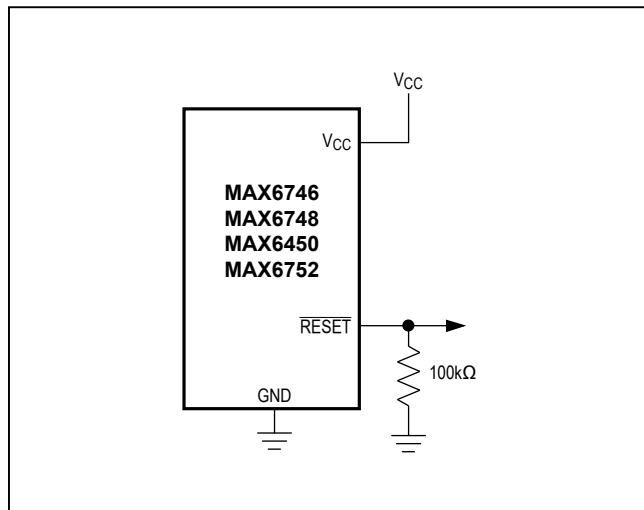 VCC
VCC
MAX6746
MAX6748
MAX6450
MAX6752
RESET
100kΩ
GND